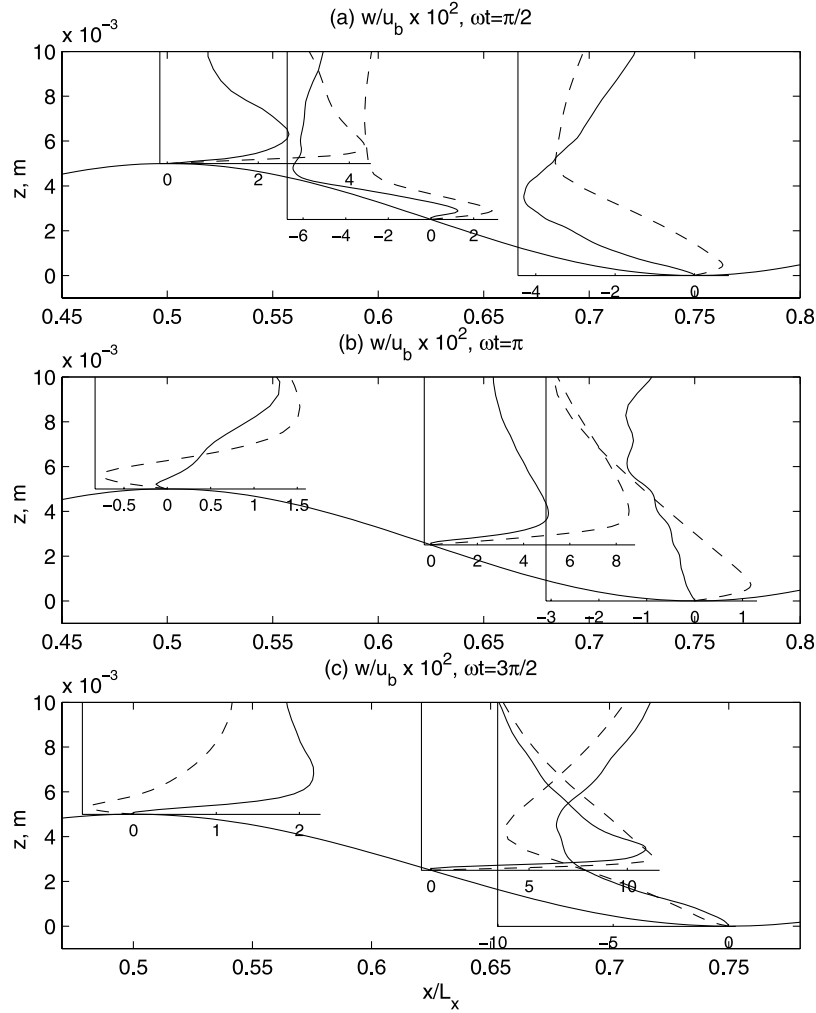 (a) w/u_b x 10^2, ωt=π/2
x 10^-3
10
8
6
4
2
0
z, m
0 2 4
−6 −4 −2 0 2
−4 −2 0
0.45 0.5 0.55 0.6 0.65 0.7 0.75 0.8
(b) w/u_b x 10^2, ωt=π
x 10^-3
10
8
6
4
2
0
z, m
−0.5 0 0.5 1 1.5
0 2 4 6 8
−3 −2 −1 0 1
0.45 0.5 0.55 0.6 0.65 0.7 0.75 0.8
(c) w/u_b x 10^2, ωt=3π/2
x 10^-3
10
8
6
4
2
0
z, m
0 1 2
0 5 10
−10 −5 0
0.5 0.55 0.6 0.65 0.7 0.75
x/L_x